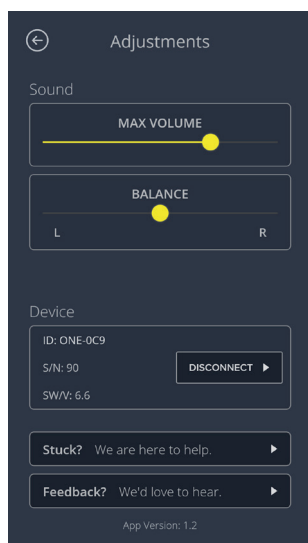 Adjustments
Sound
MAX VOLUME
BALANCE
L R
Device
ID: ONE-0C9
S/N: 90
DISCONNECT
SW/V: 6.6
Stuck? We are here to help.
Feedback? We'd love to hear.
App Version: 1.2